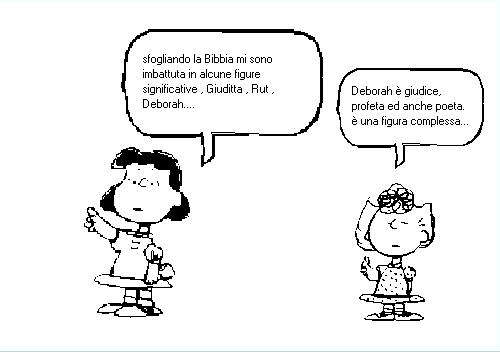 sfogliando la Bibbia mi sono
imbattuta in alcune figure
significative , Giuditta , Rut ,
Deborah....
Deborah è giudice,
profeta ed anche poeta.
è una figura complessa...